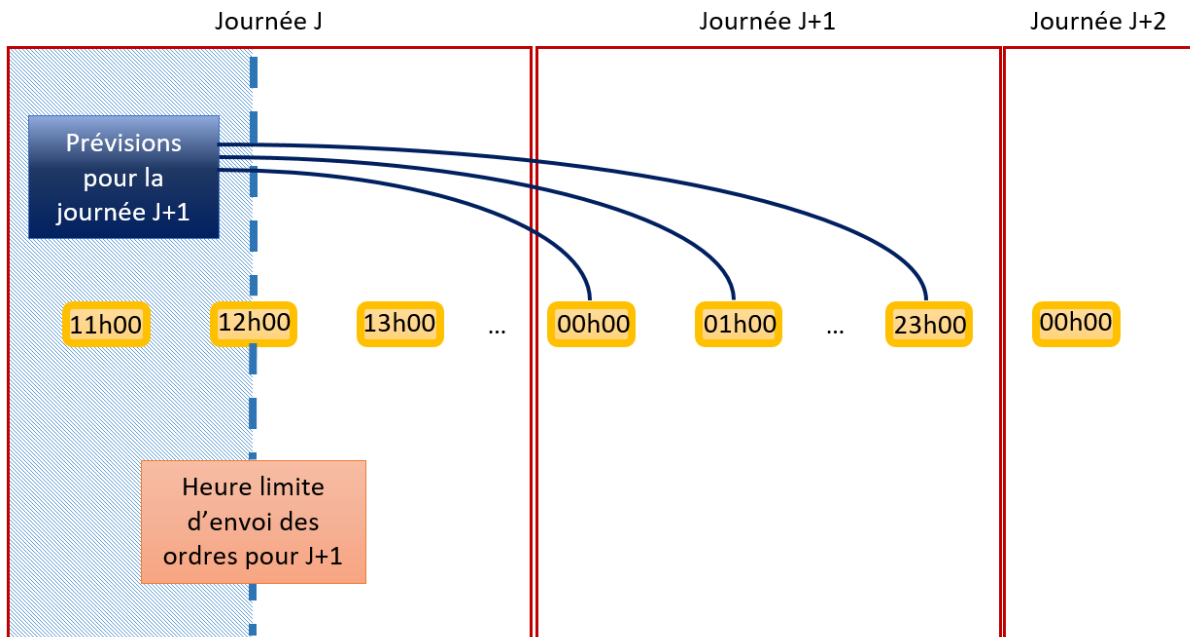 Journée J
Journée J+1
Journée J+2
Prévisions
pour la
journée J+1
11h00
12h00
13h00
...
00h00
01h00
...
23h00
00h00
Heure limite
d’envoi des
ordres pour J+1